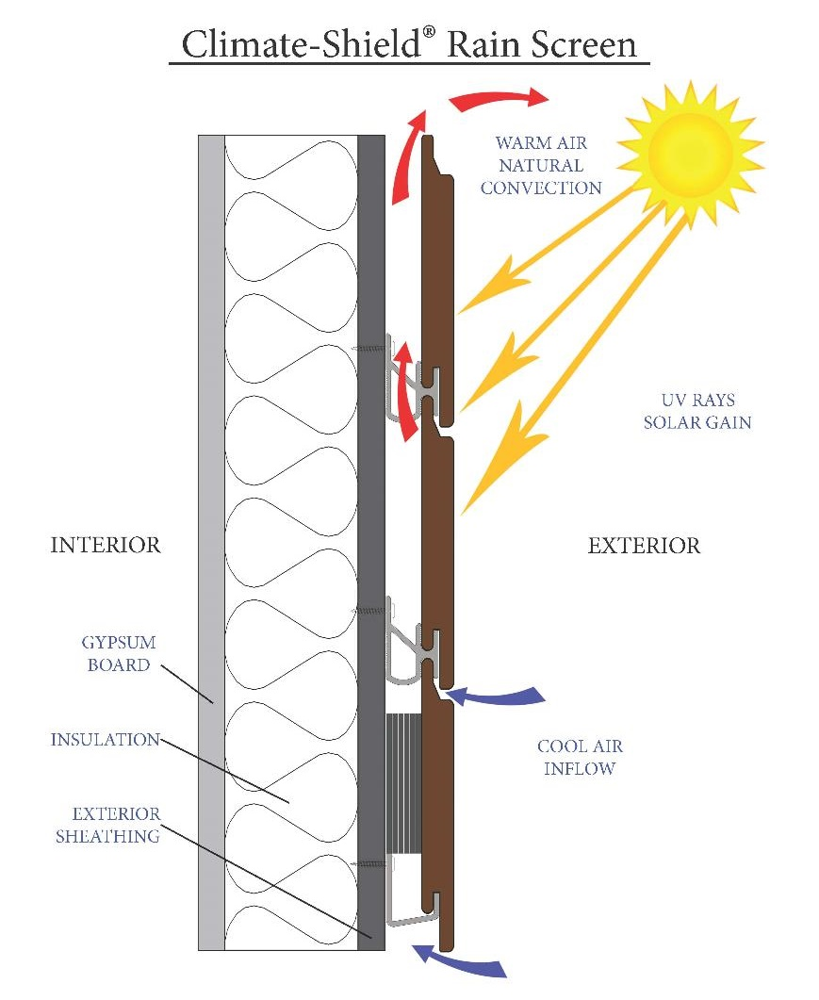 Climate-Shield® Rain Screen
WARM AIR
NATURAL
CONVECTION
UV RAYS
SOLAR GAIN
INTERIOR
EXTERIOR
GYPSUM
BOARD
INSULATION
COOL AIR
INFLOW
EXTERIOR
SHEATHING